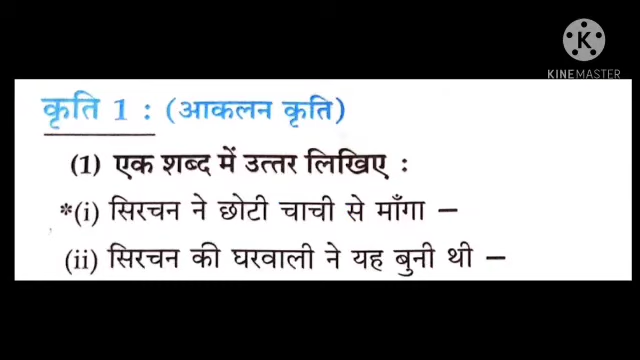 K
KINEMASTER
कृति 1 : (आकलन कृति)
(1) एक शब्द में उत्तर लिखिए :
*(i) सिरचन ने छोटी चाची से माँगा –
(ii) सिरचन की घरवाली ने यह बुनी थी –